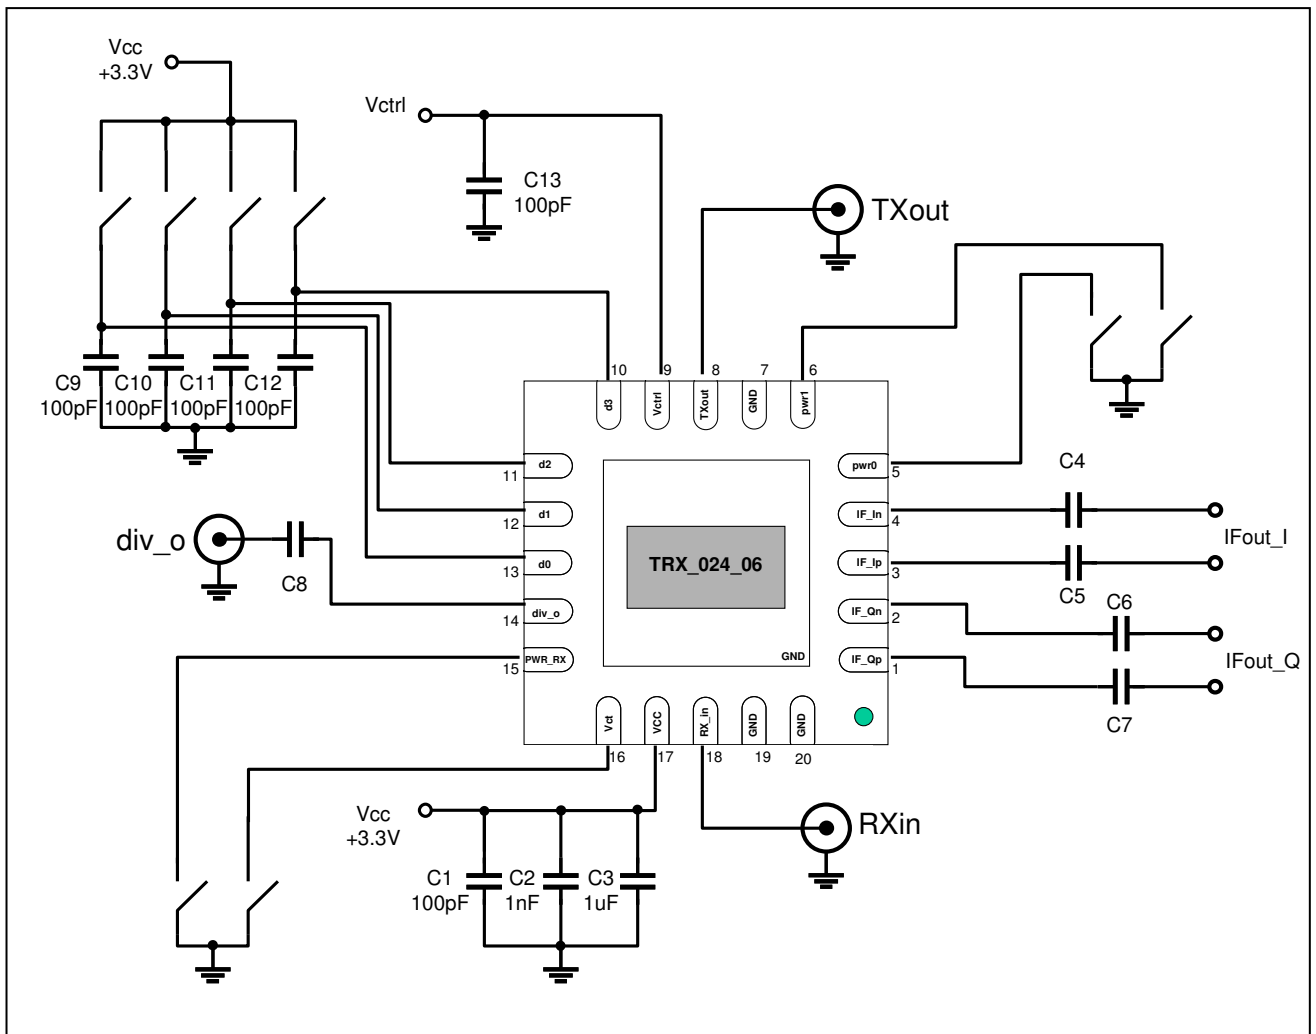 Vcc
+3.3V
Vctrl
C13
100pF
TXout
C9
100pF
C10
100pF
C11
100pF
C12
100pF
10
9
8
7
6
d3
Vctrl
TXout
GND
pwr1
d2
11
d1
12
d0
13
div_o
14
PWR_RX
15
pwr0
5
IF_In
4
IF_Ip
3
IF_Qn
2
IF_Qp
1
TRX_024_06
GND
C4
IFout_I
C5
C6
IFout_Q
C7
div_o
C8
Vct
VCC
RX_in
GND
GND
16
17
18
19
20
Vcc
+3.3V
C1
100pF
C2
1nF
C3
1uF
RXin